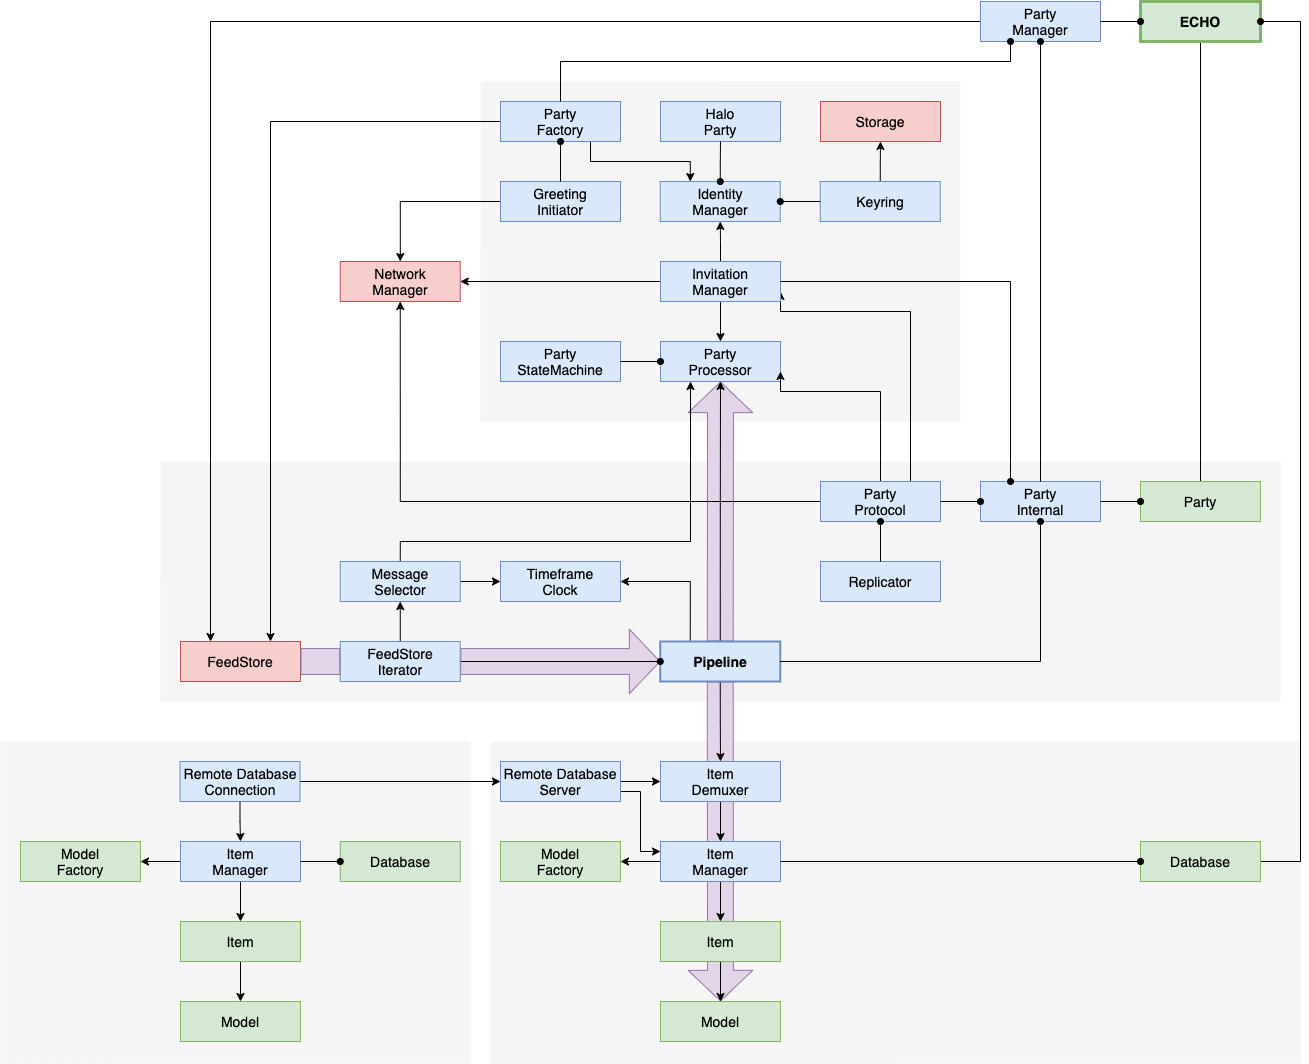 Party
Manager
ECHO
Party
Factory
Halo
Party
Storage
Greeting
Initiator
Identity
Manager
Keyring
Network
Manager
Invitation
Manager
Party
StateMachine
Party
Processor
Party
Protocol
Party
Internal
Party
Message
Selector
Timeframe
Clock
Replicator
FeedStore
FeedStore
Iterator
Pipeline
Remote Database
Connection
Remote Database
Server
Item
Demuxer
Model
Factory
Item
Manager
Database
Model
Factory
Item
Manager
Database
Item
Item
Model
Model